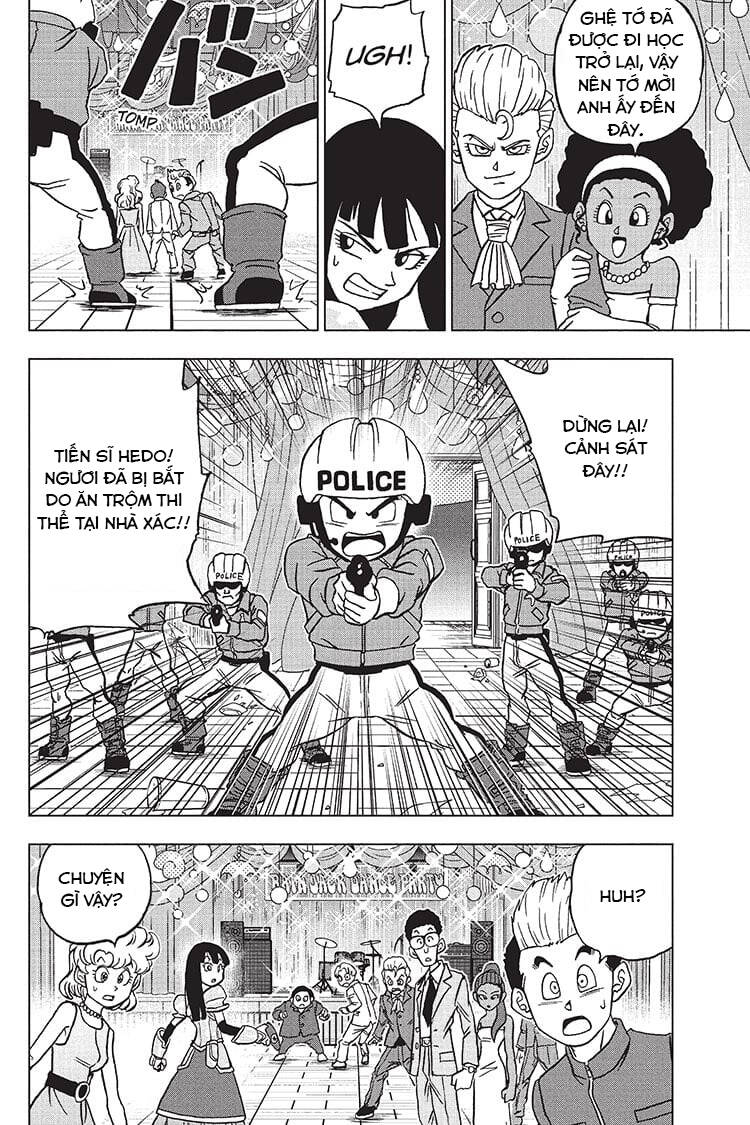 GHỆ TỚ ĐÃ
ĐƯỢC ĐI HỌC
TRỞ LẠI, VẬY
NÊN TỚ MỜI
ANH ẤY ĐẾN
ĐÂY.
UGH!
バン
TOMP
DỪNG LẠI!
CẢNH SÁT
ĐÂY!!
TIẾN SĨ HEDO!
NGƯƠI ĐÃ BỊ BẮT
DO ĂN TRỘM THI
THỂ TẠI NHÀ XÁC!!
POLICE
POLICE
POLICE
POLICE
POLICE
CHUYỆN
GÌ VẬY?
HUH?
DANCE PARTY